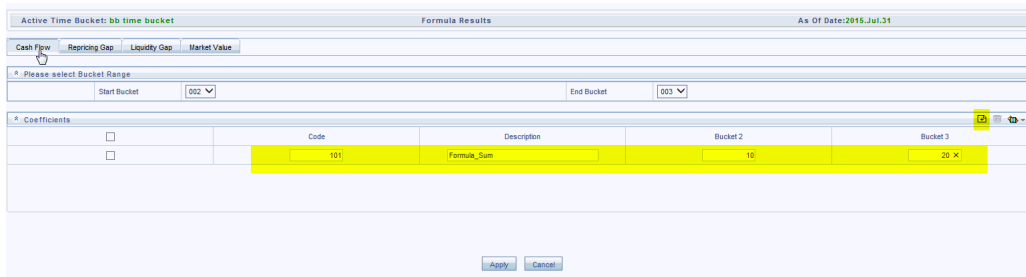 Active Time Bucket: bb time bucket Formula Results As Of Date:2015.Jul.31
Cash Flow Repricing Gap Liquidity Gap Market Value
Please select Bucket Range
Start Bucket 002 End Bucket 003
Coefficients
Code Description Bucket 2 Bucket 3
101 Formula_Sum 10 20
Apply Cancel